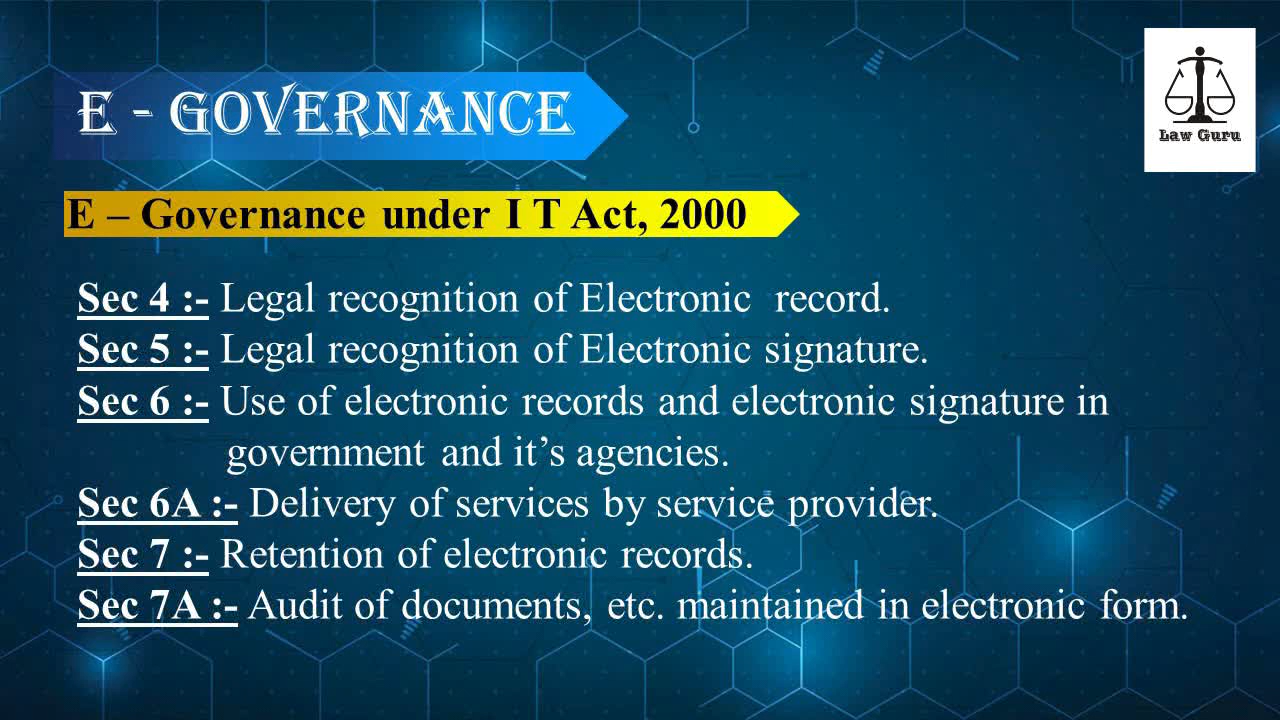 E - GOVERNANCE
Law Guru
E – Governance under I T Act, 2000
Sec 4 :- Legal recognition of Electronic record.
Sec 5 :- Legal recognition of Electronic signature.
Sec 6 :- Use of electronic records and electronic signature in
government and it’s agencies.
Sec 6A :- Delivery of services by service provider.
Sec 7 :- Retention of electronic records.
Sec 7A :- Audit of documents, etc. maintained in electronic form.